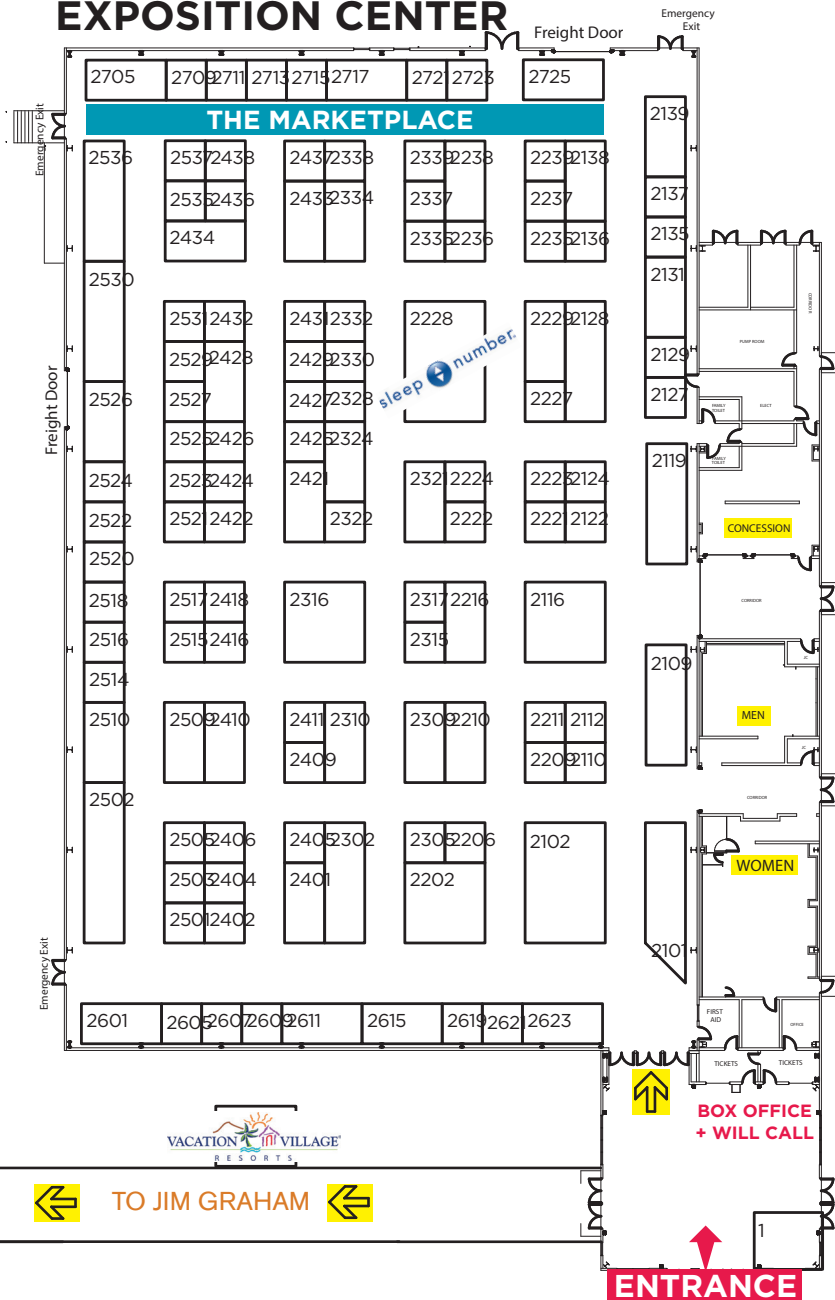 EXPOSITION CENTER
Emergency Exit
Freight Door
2705 2709 2711 2713 2715 2717 2721 2723 2725
THE MARKETPLACE
2139
Emergency Exit
2536 2537 2438 2437 2338 2339 2238 2239 2138
2137
2535 2436 2433 2334 2337 2237
2434 2335 2236 2235 2136 2135
2131
2530
2531 2432 2431 2332 2228 2229 2128
CORRIDOR
PUMP ROOM
2529 2428 2429 2330 2129
sleep number.
2526 2527 2427 2328 2227 2127
Freight Door
FAMILY TOILET
ELECT
2525 2426 2425 2324
FAMILY TOILET
2119
2524 2523 2424 2421 2321 2224 2223 2124
2522 2521 2422 2322 2222 2221 2122
CONCESSION
2520
2518 2517 2418 2316 2317 2216 2116
CORRIDOR
2516 2515 2416 2315
JC
2109
2514
2510 2509 2410 2411 2310 2309 2210 2211 2112
MEN
2409 2209 2110
JC
2502
CORRIDOR
2505 2406 2405 2302 2305 2206 2102
WOMEN
2503 2404 2401 2202
2501 2402
2101
Emergency Exit
2601 2605 2607 2609 2611 2615 2619 2621 2623
FIRST AID
OFFICE
TICKETS
TICKETS
BOX OFFICE
+ WILL CALL
VACATION VILLAGE
RESORTS
TO JIM GRAHAM
1
ENTRANCE